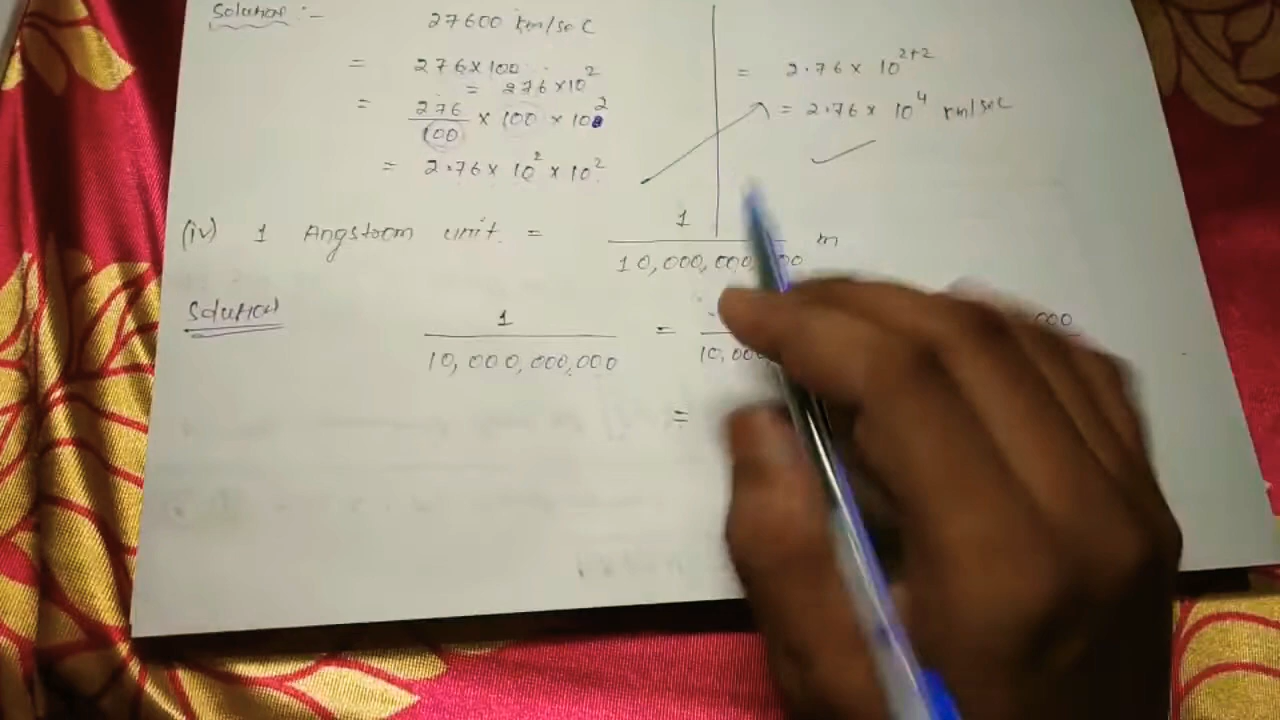 Solution :-
27600 km/sec
= 276 × 100
= 276 × 10²
= 276/100 × 100 × 10²
= 2.76 × 10² × 10²
= 2.76 × 10²⁺²
= 2.76 × 10⁴ km/sec
(iv) 1 Angstrom unit. = 1/10,000,000,000 m
Solution
1/10,000,000,000 =
=